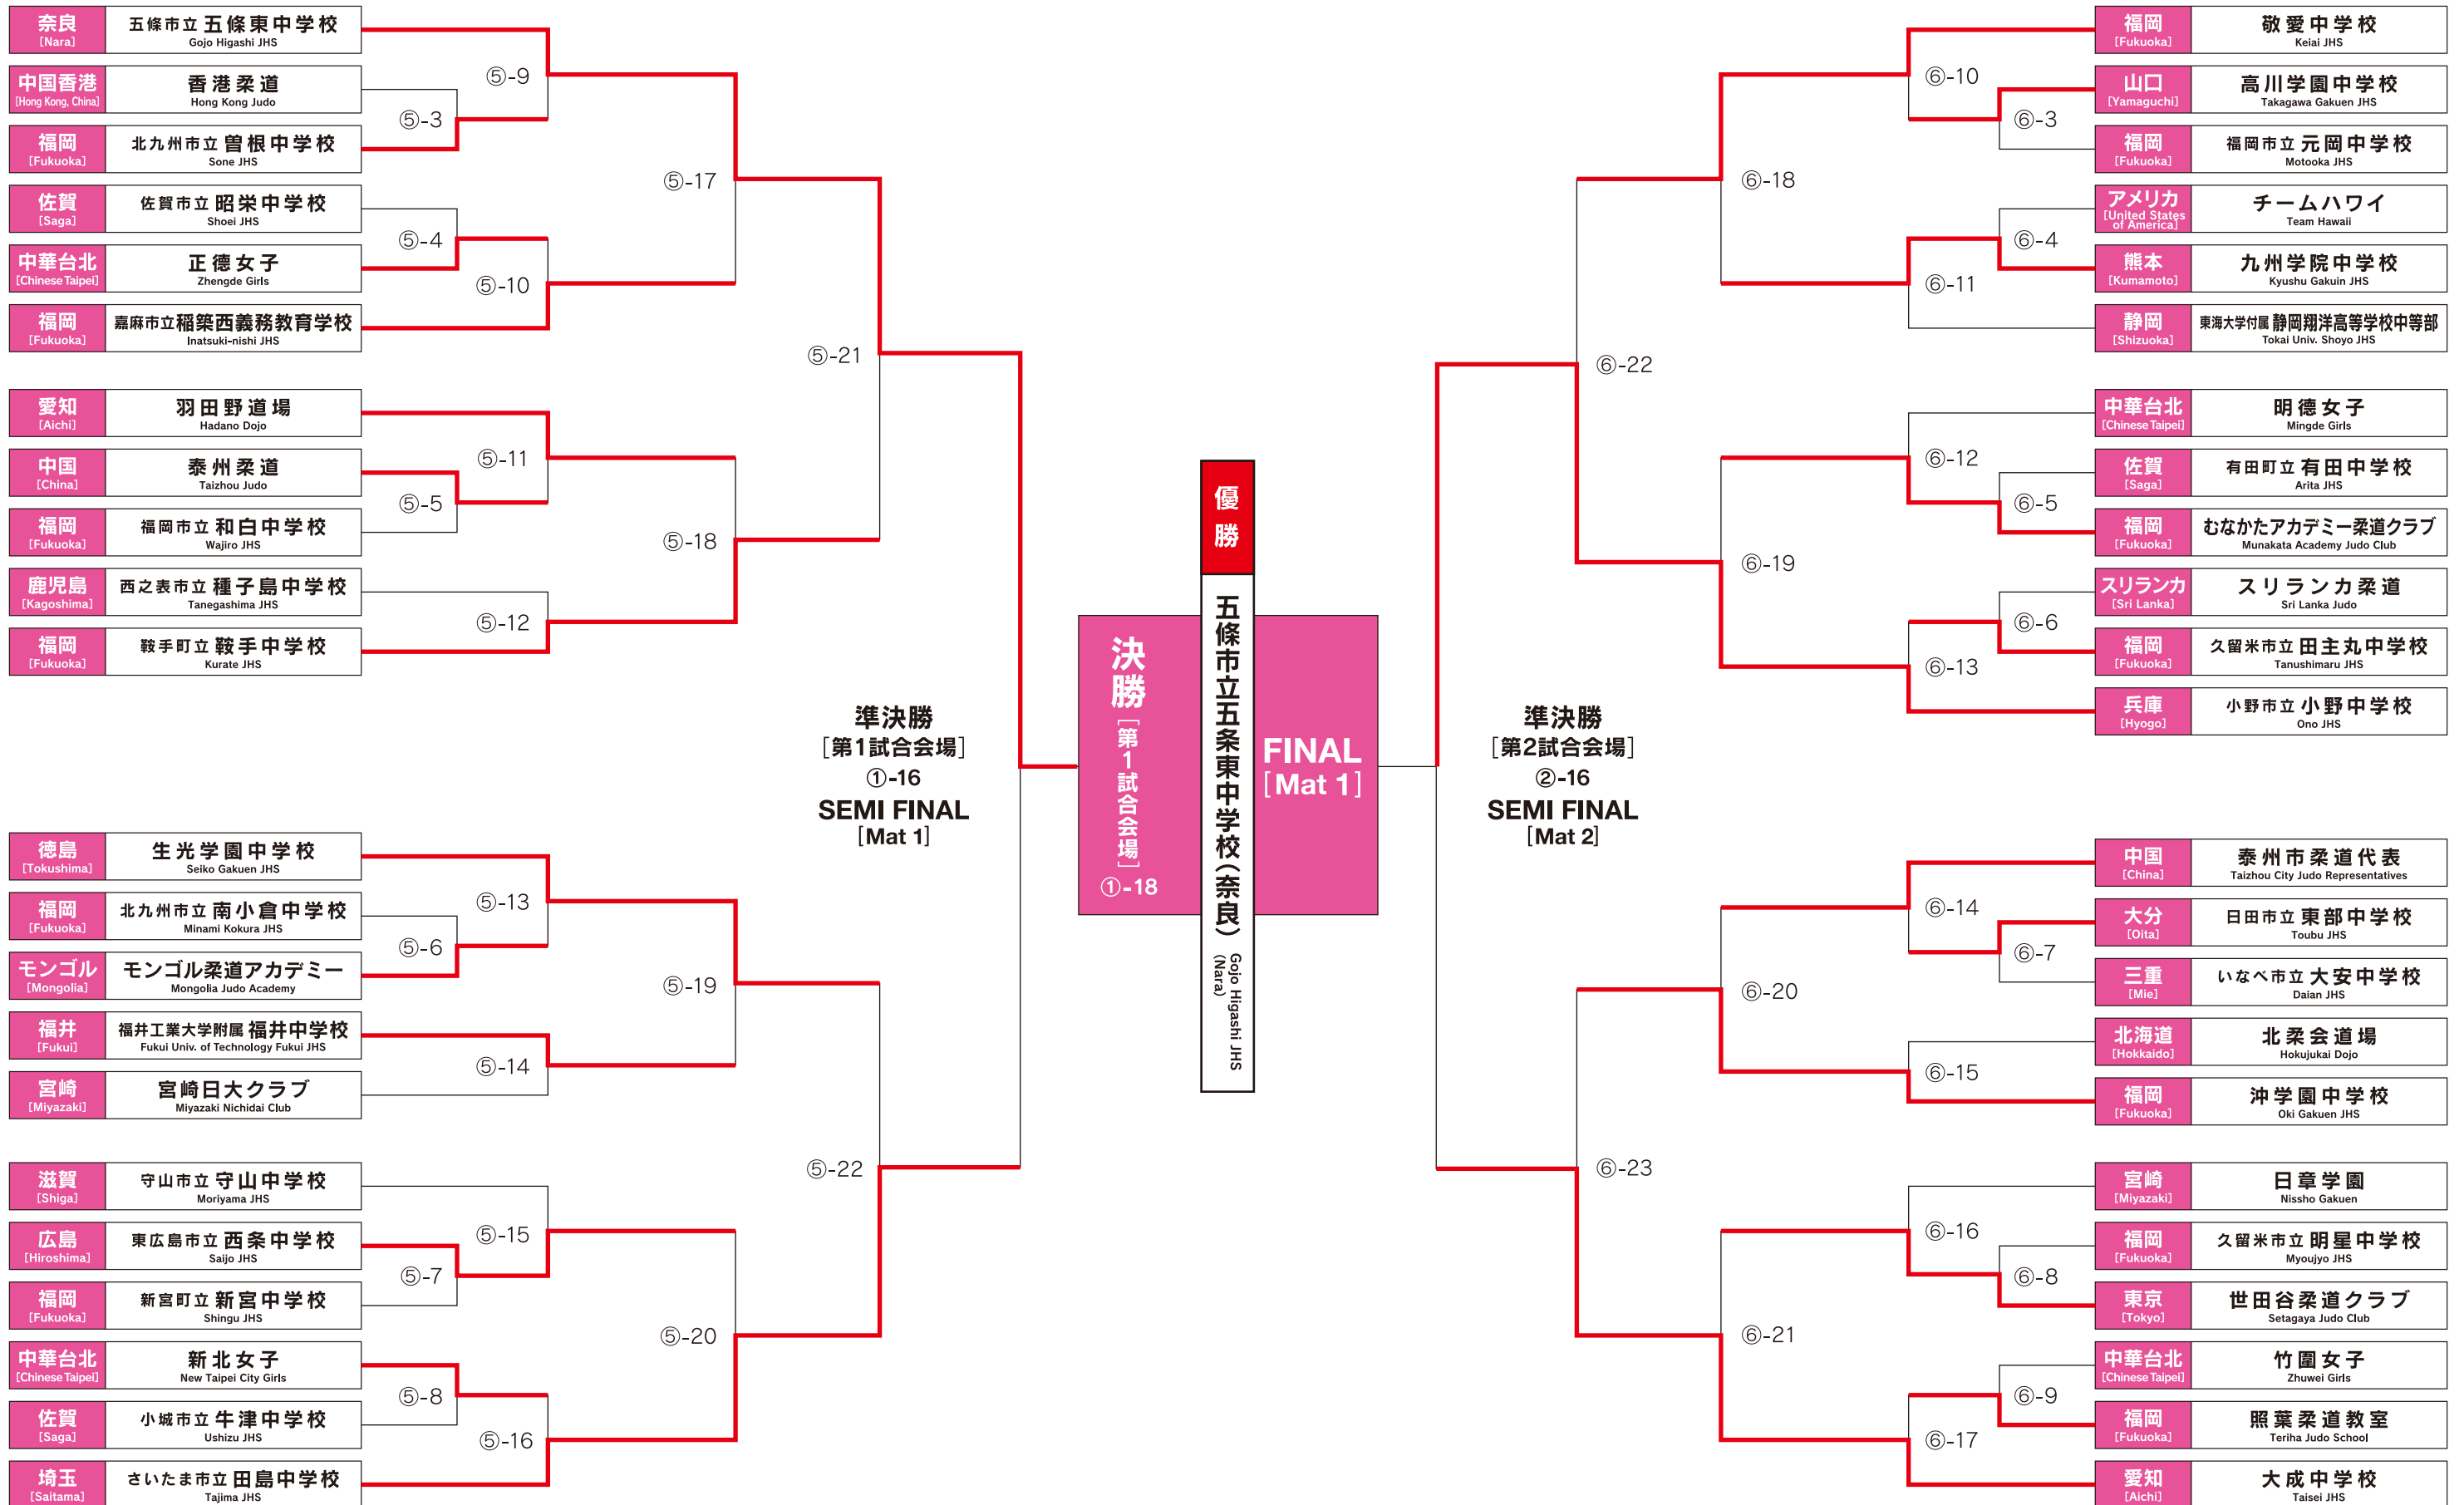 奈良
[Nara]
五條市立 五條東中学校
Gojo Higashi JHS
中国香港
[Hong Kong, China]
香港柔道
Hong Kong Judo
福岡
[Fukuoka]
北九州市立 曽根中学校
Sone JHS
佐賀
[Saga]
佐賀市立 昭栄中学校
Shoei JHS
中華台北
[Chinese Taipei]
正德女子
Zhengde Girls
福岡
[Fukuoka]
嘉麻市立稲築西義務教育学校
Inatsuki-nishi JHS
愛知
[Aichi]
羽田野道場
Hadano Dojo
中国
[China]
泰州柔道
Taizhou Judo
福岡
[Fukuoka]
福岡市立 和白中学校
Wajiro JHS
鹿児島
[Kagoshima]
西之表市立 種子島中学校
Tanegashima JHS
福岡
[Fukuoka]
鞍手町立 鞍手中学校
Kurate JHS
徳島
[Tokushima]
生光学園中学校
Seiko Gakuen JHS
福岡
[Fukuoka]
北九州市立 南小倉中学校
Minami Kokura JHS
モンゴル
[Mongolia]
モンゴル柔道アカデミー
Mongolia Judo Academy
福井
[Fukui]
福井工業大学附属 福井中学校
Fukui Univ. of Technology Fukui JHS
宮崎
[Miyazaki]
宮崎日大クラブ
Miyazaki Nichidai Club
滋賀
[Shiga]
守山市立 守山中学校
Moriyama JHS
広島
[Hiroshima]
東広島市立 西条中学校
Saijo JHS
福岡
[Fukuoka]
新宮町立 新宮中学校
Shingu JHS
中華台北
[Chinese Taipei]
新北女子
New Taipei City Girls
佐賀
[Saga]
小城市立 牛津中学校
Ushizu JHS
埼玉
[Saitama]
さいたま市立 田島中学校
Tajima JHS
⑤-3
⑤-4
⑤-5
⑤-6
⑤-7
⑤-8
⑤-9
⑤-10
⑤-11
⑤-12
⑤-13
⑤-14
⑤-15
⑤-16
⑤-17
⑤-18
⑤-19
⑤-20
⑤-21
⑤-22
準決勝
[第1試合会場]
①-16
SEMI FINAL
[Mat 1]
決勝
[第1試合会場]
①-18
優勝
五條市立五条東中学校(奈良)
Gojo Higashi JHS
(Nara)
FINAL
[Mat 1]
準決勝
[第2試合会場]
②-16
SEMI FINAL
[Mat 2]
⑥-22
⑥-23
⑥-18
⑥-19
⑥-20
⑥-21
⑥-10
⑥-11
⑥-12
⑥-13
⑥-14
⑥-15
⑥-16
⑥-17
⑥-3
⑥-4
⑥-5
⑥-6
⑥-7
⑥-8
⑥-9
福岡
[Fukuoka]
敬愛中学校
Keiai JHS
山口
[Yamaguchi]
高川学園中学校
Takagawa Gakuen JHS
福岡
[Fukuoka]
福岡市立 元岡中学校
Motooka JHS
アメリカ
[United States
of America]
チームハワイ
Team Hawaii
熊本
[Kumamoto]
九州学院中学校
Kyushu Gakuin JHS
静岡
[Shizuoka]
東海大学付属 静岡翔洋高等学校中等部
Tokai Univ. Shoyo JHS
中華台北
[Chinese Taipei]
明德女子
Mingde Girls
佐賀
[Saga]
有田町立 有田中学校
Arita JHS
福岡
[Fukuoka]
むなかたアカデミー柔道クラブ
Munakata Academy Judo Club
スリランカ
[Sri Lanka]
スリランカ柔道
Sri Lanka Judo
福岡
[Fukuoka]
久留米市立 田主丸中学校
Tanushimaru JHS
兵庫
[Hyogo]
小野市立 小野中学校
Ono JHS
中国
[China]
泰州市柔道代表
Taizhou City Judo Representatives
大分
[Oita]
日田市立 東部中学校
Toubu JHS
三重
[Mie]
いなべ市立 大安中学校
Daian JHS
北海道
[Hokkaido]
北柔会道場
Hokujukai Dojo
福岡
[Fukuoka]
沖学園中学校
Oki Gakuen JHS
宮崎
[Miyazaki]
日章学園
Nissho Gakuen
福岡
[Fukuoka]
久留米市立 明星中学校
Myoujyo JHS
東京
[Tokyo]
世田谷柔道クラブ
Setagaya Judo Club
中華台北
[Chinese Taipei]
竹圍女子
Zhuwei Girls
福岡
[Fukuoka]
照葉柔道教室
Teriha Judo School
愛知
[Aichi]
大成中学校
Taisei JHS